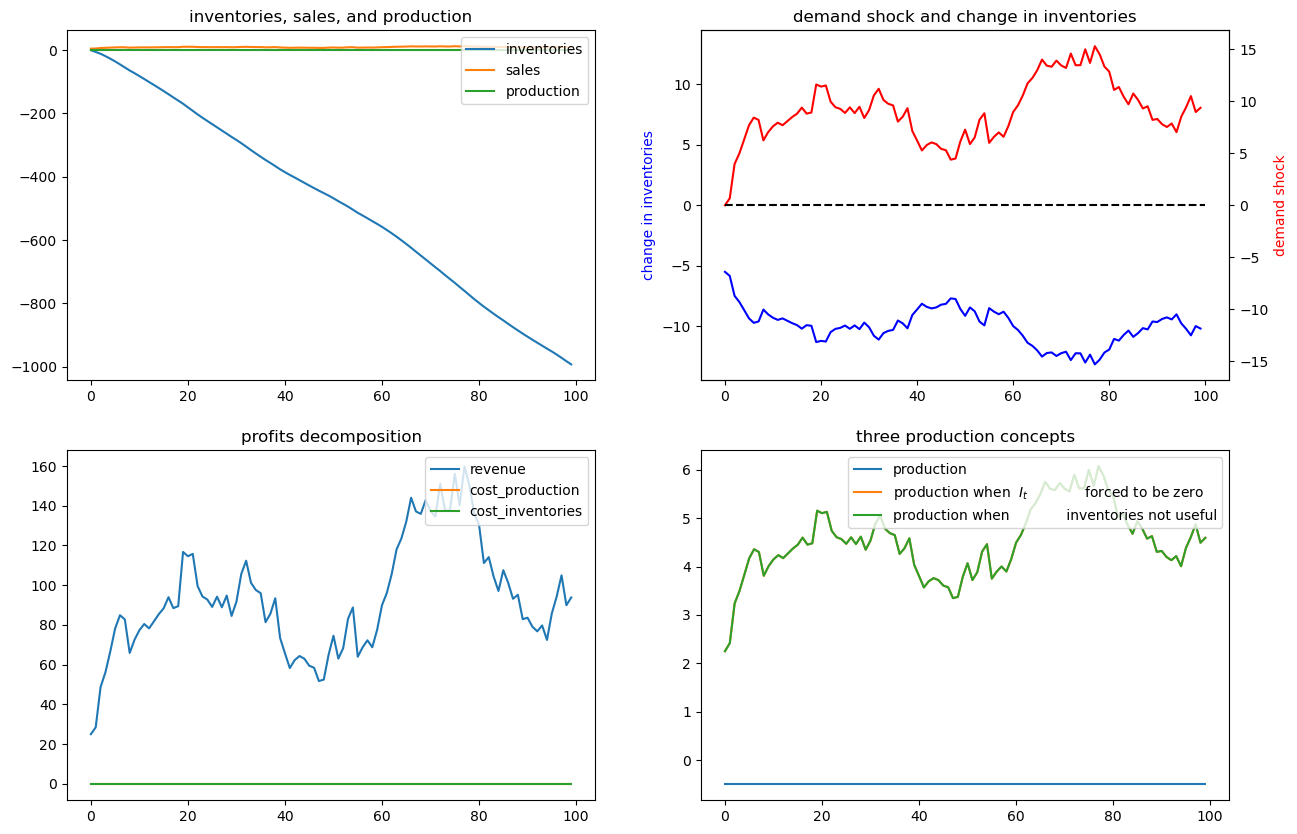 inventories, sales, and production
0
−200
−400
−600
−800
−1000
0 20 40 60 80 100
inventories
sales
production
demand shock and change in inventories
change in inventories
10
5
0
−5
−10
0 20 40 60 80 100
15
10
5
0
−5
−10
−15
demand shock
profits decomposition
160
140
120
100
80
60
40
20
0
0 20 40 60 80 100
revenue
cost_production
cost_inventories
three production concepts
6
5
4
3
2
1
0
0 20 40 60 80 100
production
production when I_t forced to be zero
production when inventories not useful